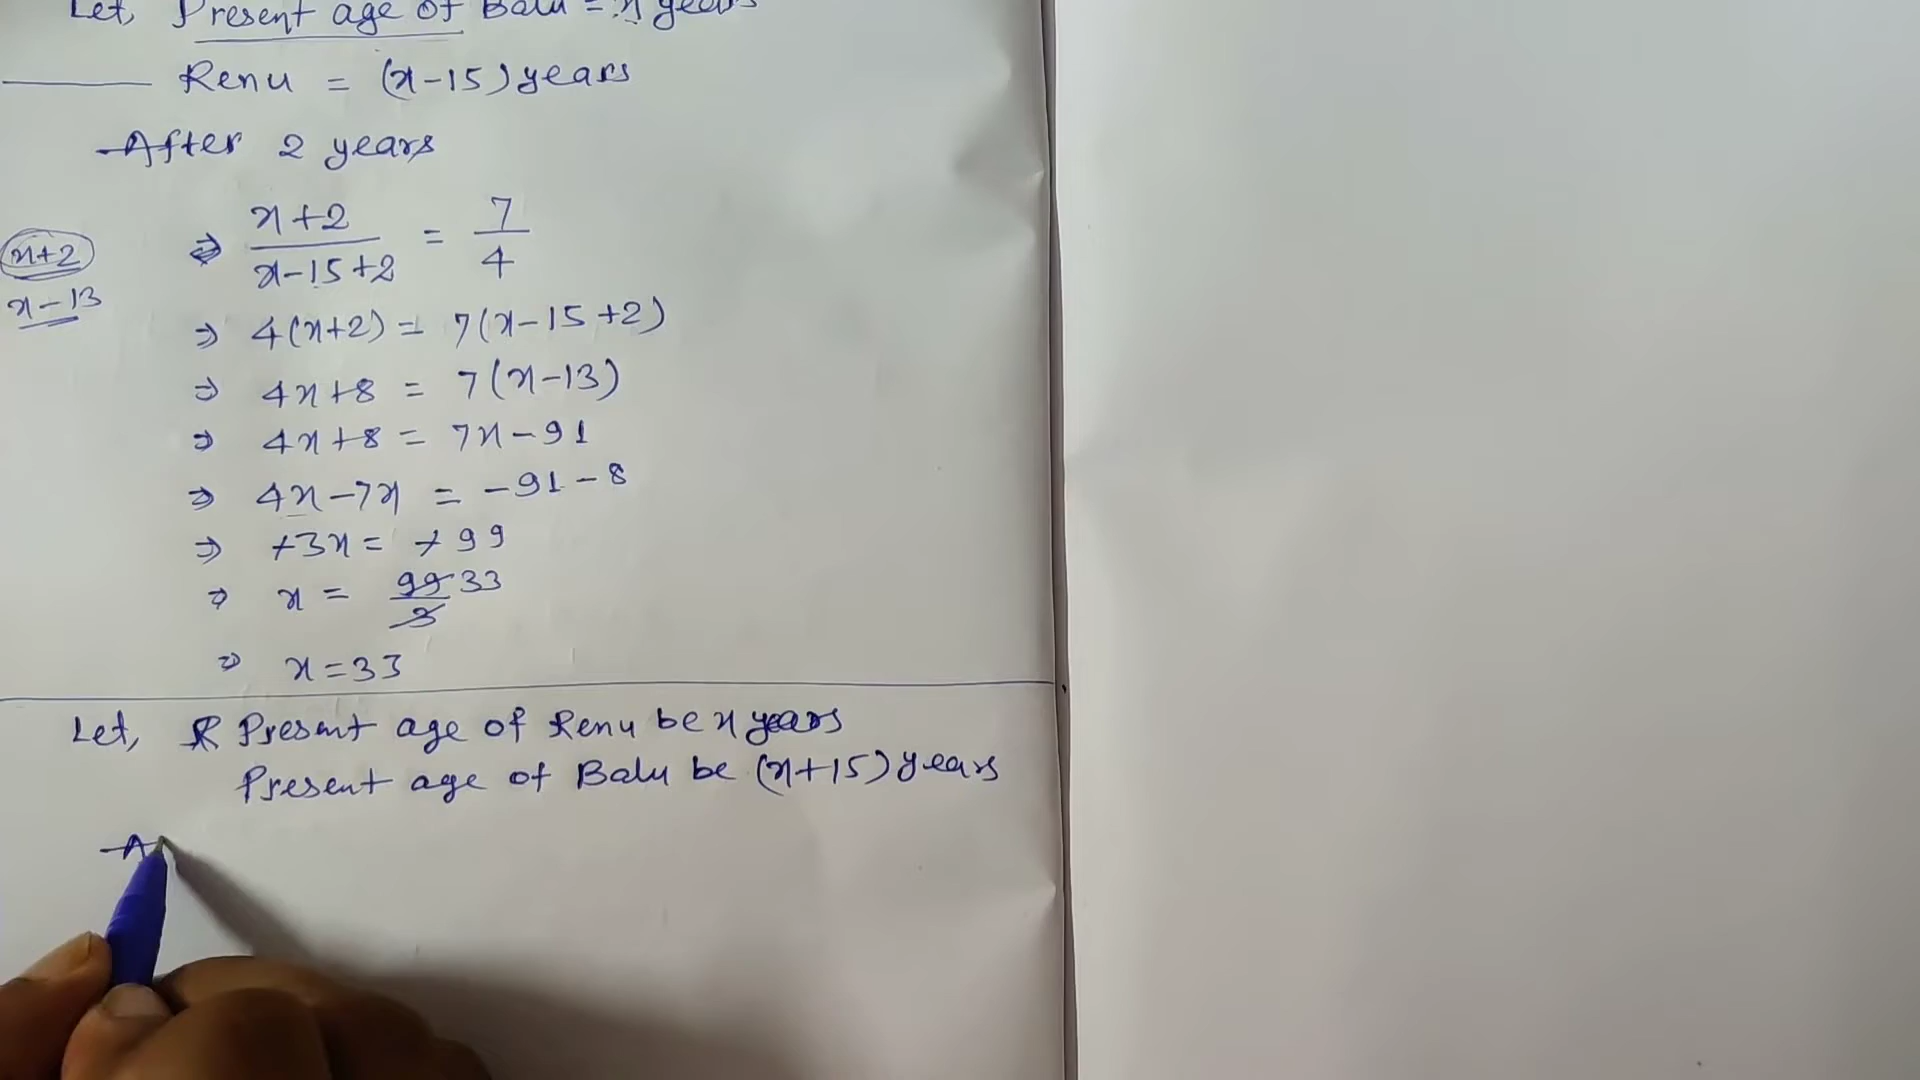 Let, Present age of Balu = x years
Renu = (x-15) years
After 2 years
⇒ x+2 / x-15+2 = 7/4
x+2
x-13
⇒ 4(x+2) = 7(x-15+2)
⇒ 4x+8 = 7(x-13)
⇒ 4x+8 = 7x-91
⇒ 4x-7x = -91-8
⇒ +3x = +99
⇒ x = 99/3 33
⇒ x=33
Let, R Present age of Renu be x years
Present age of Balu be (x+15) years
A